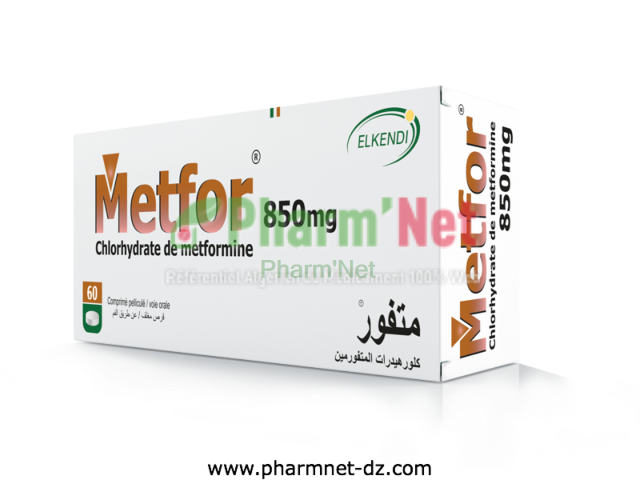 ELKENDI
Metfor®
850mg
Chlorhydrate de metformine
Pharm'Net
Pharm'Net
60
Comprimé pelliculé / voie orale
قرص مغلف / عن طريق الفم
متفور®
كلورهيدرات المتفورمين
Metfor®
Chlorhydrate de metformine
850mg
www.pharmnet-dz.com